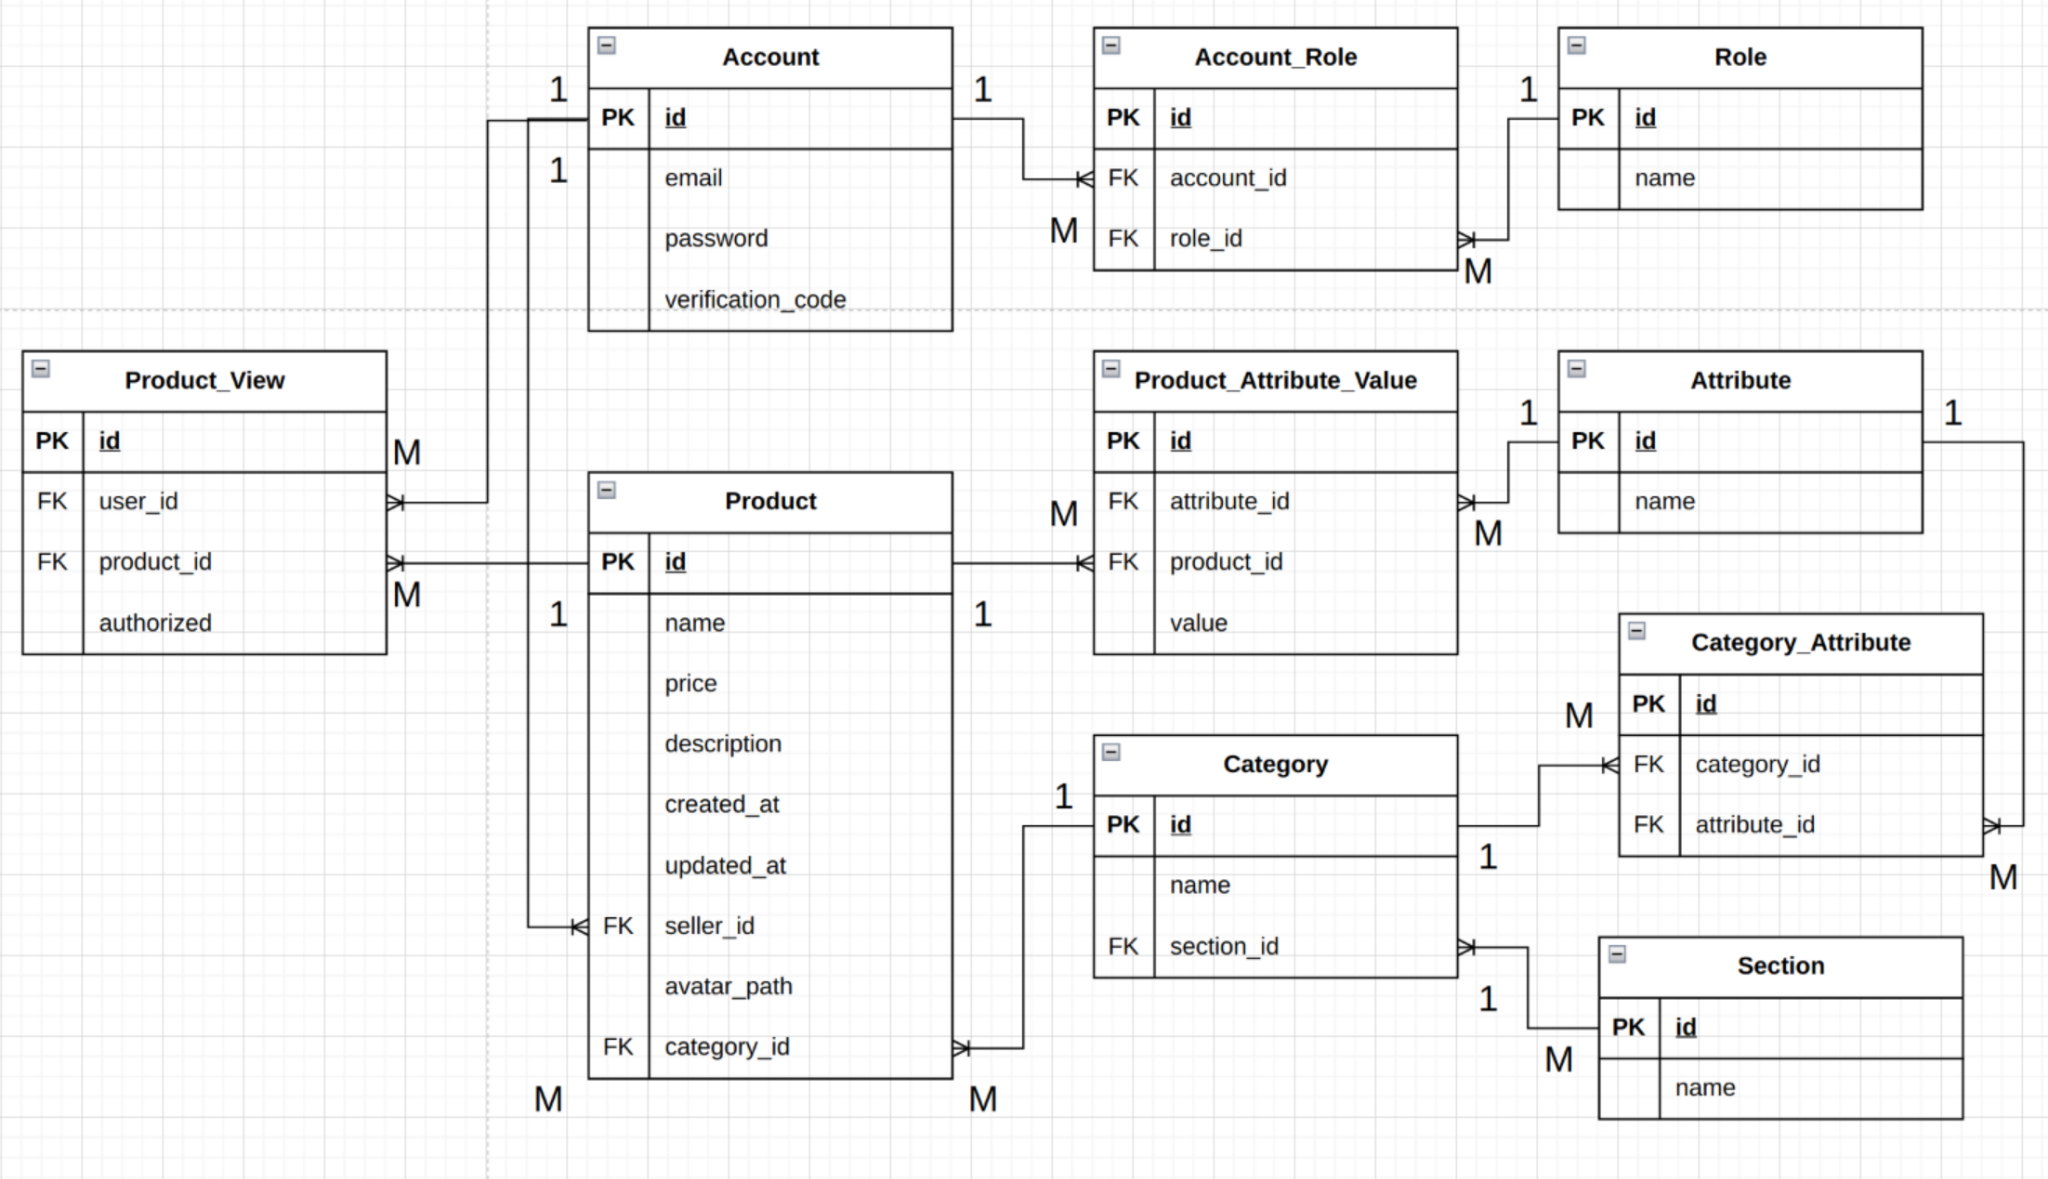 Account
1
PK id
1
email
password
verification_code
1
Account_Role
PK id
FK account_id
M
FK role_id
M
1
Role
PK id
name
Product_View
PK id
M
FK user_id
FK product_id
M
authorized
Product
PK id
1
1
name
price
description
created_at
updated_at
FK seller_id
avatar_path
FK category_id
M
M
Product_Attribute_Value
PK id
M
FK attribute_id
M
FK product_id
value
1
Attribute
1
PK id
name
Category_Attribute
PK id
M
FK category_id
FK attribute_id
M
Category
1
PK id
1
name
FK section_id
1
Section
PK id
M
name